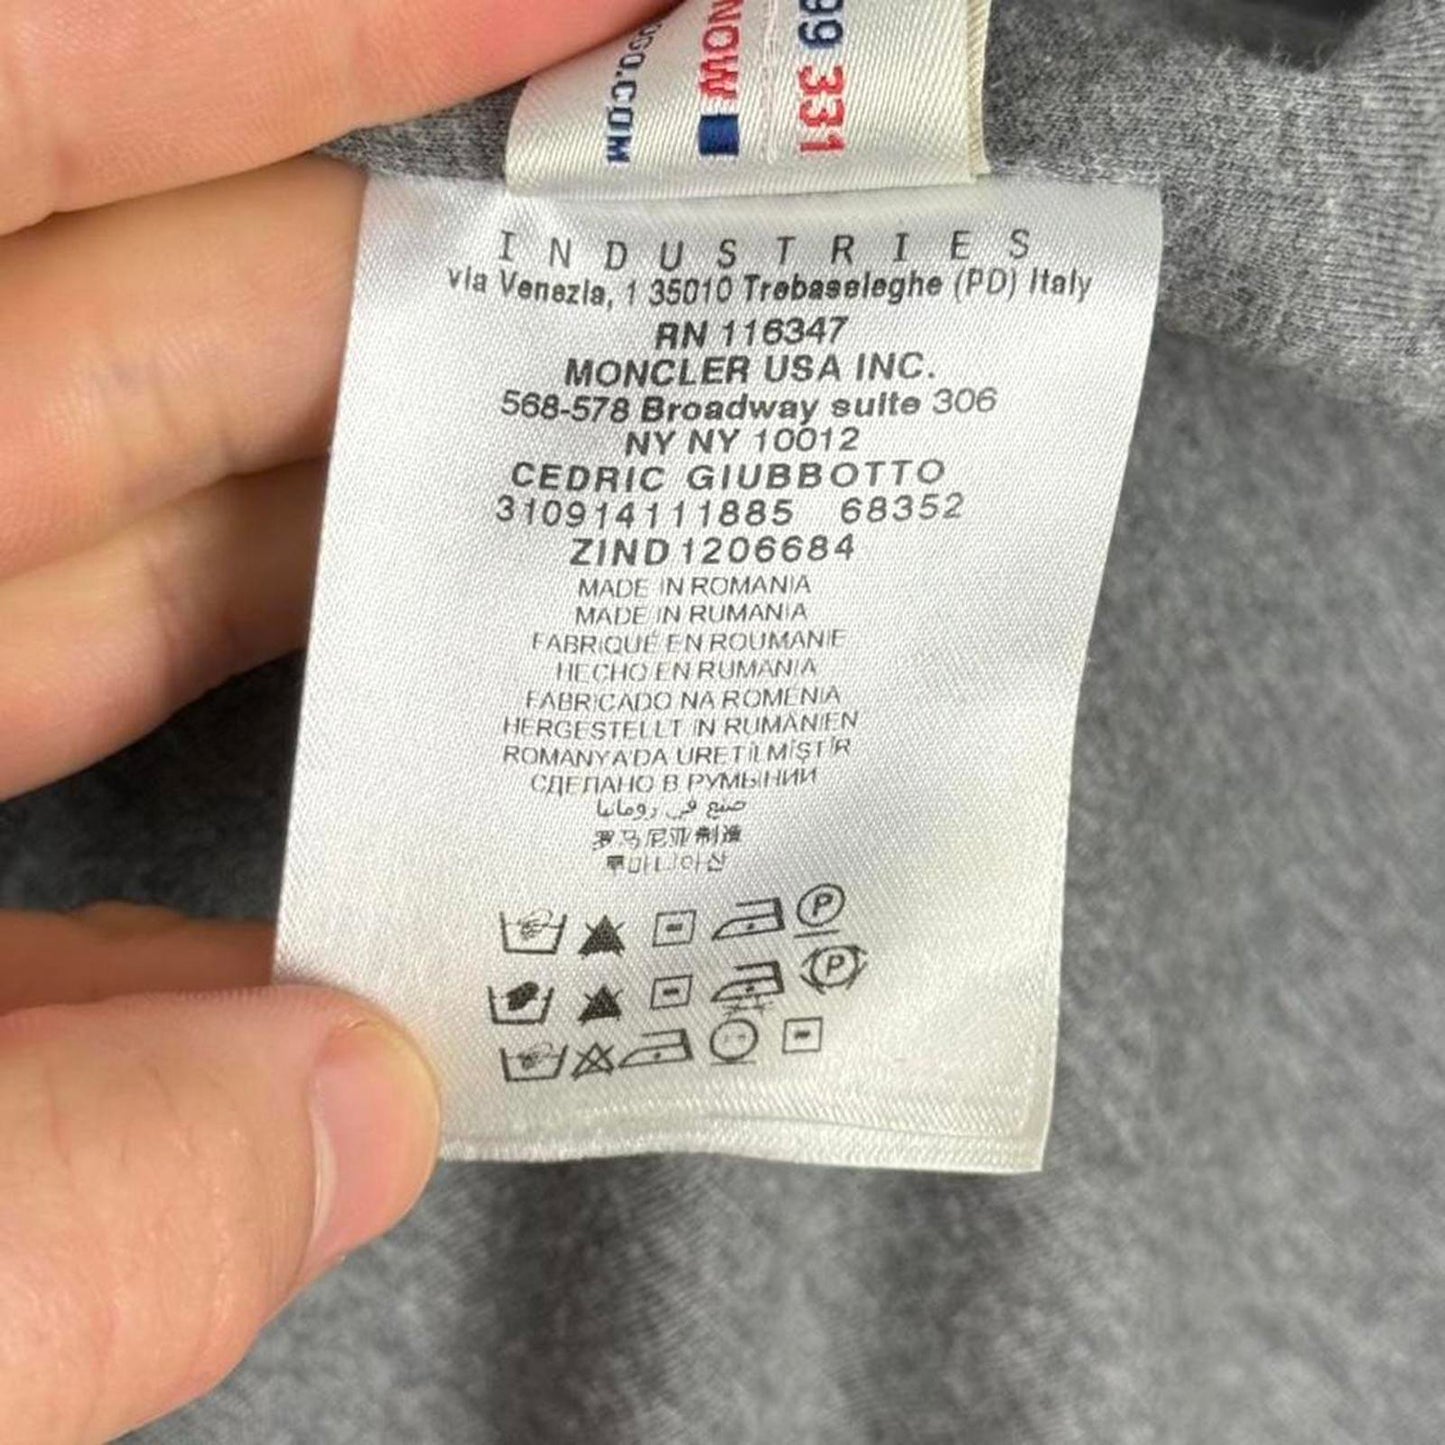 OGO.COM
NOW
99 331
INDUSTRIES
via Venezia, 1 35010 Trebaseleghe (PD) Italy
RN 116347
MONCLER USA INC.
568-578 Broadway suite 306
NY NY 10012
CEDRIC GIUBBOTTO
310914111885 68352
ZIND1206684
MADE IN ROMANIA
MADE IN RUMANIA
FABRIQUÉ EN ROUMANIE
HECHO EN RUMANIA
FABRICADO NA ROMENIA
HERGESTELLT IN RUMÄNIEN
ROMANYA'DA URETİLMİŞTİR
СДЕЛАНО В РУМЫНИИ
صنع في رومانيا
罗马尼亚制造
루마니아산
P
P